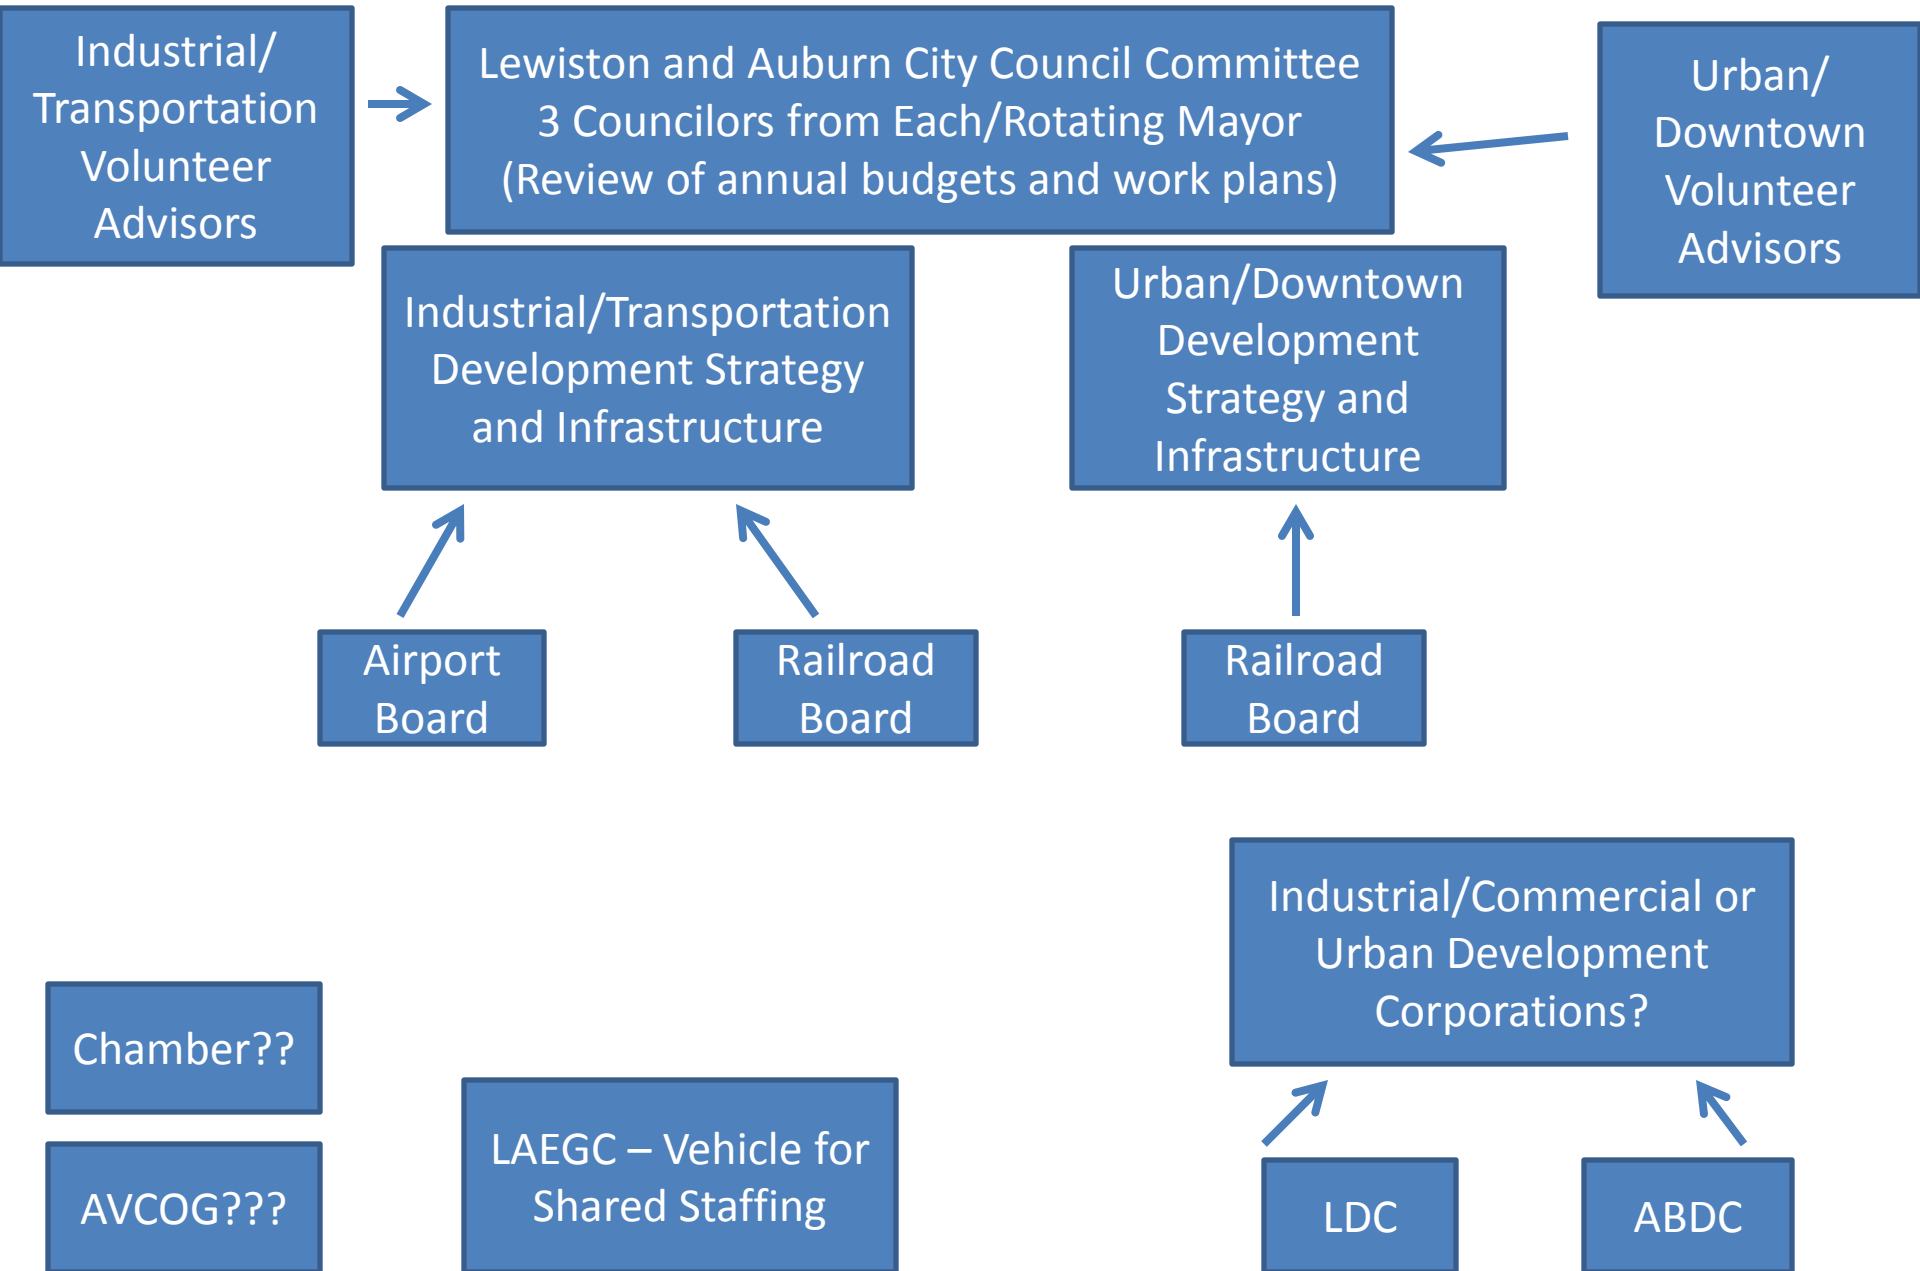 Industrial/
Transportation
Volunteer
Advisors
Lewiston and Auburn City Council Committee
3 Councilors from Each/Rotating Mayor
(Review of annual budgets and work plans)
Urban/
Downtown
Volunteer
Advisors
Industrial/Transportation
Development Strategy
and Infrastructure
Urban/Downtown
Development
Strategy and
Infrastructure
Airport
Board
Railroad
Board
Railroad
Board
Industrial/Commercial or
Urban Development
Corporations?
Chamber??
AVCOG???
LAEGC – Vehicle for
Shared Staffing
LDC
ABDC